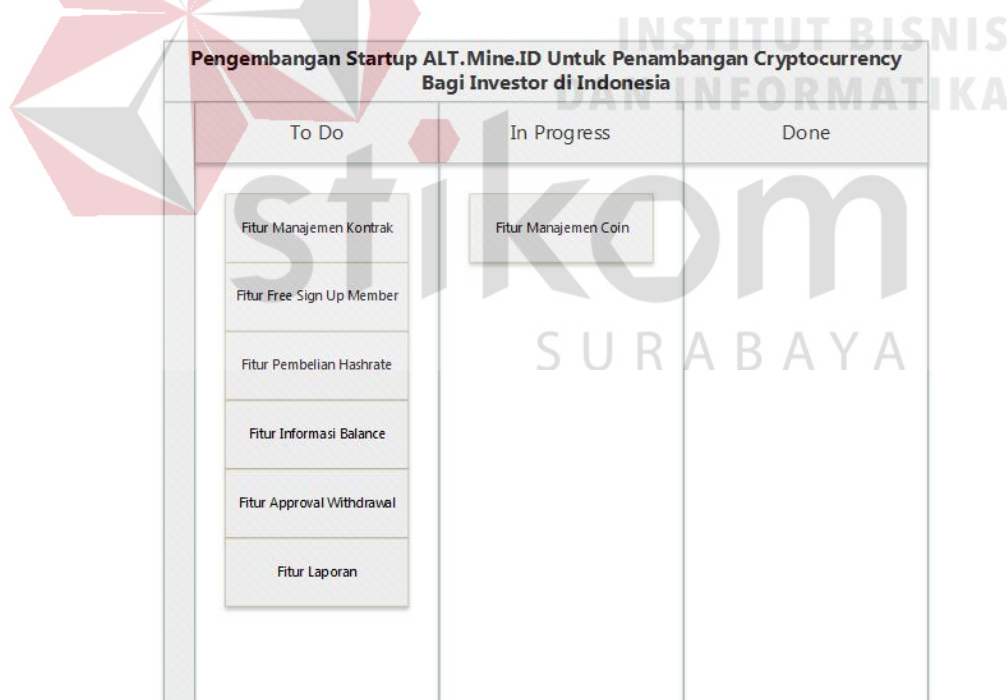 INSTITUT BISNIS
DAN INFORMATIKA
stikom
SURABAYA
Pengembangan Startup ALT.Mine.ID Untuk Penambangan Cryptocurrency
Bagi Investor di Indonesia
To Do
In Progress
Done
Fitur Manajemen Kontrak
Fitur Manajemen Coin
Fitur Free Sign Up Member
Fitur Pembelian Hashrate
Fitur Informasi Balance
Fitur Approval Withdrawal
Fitur Laporan